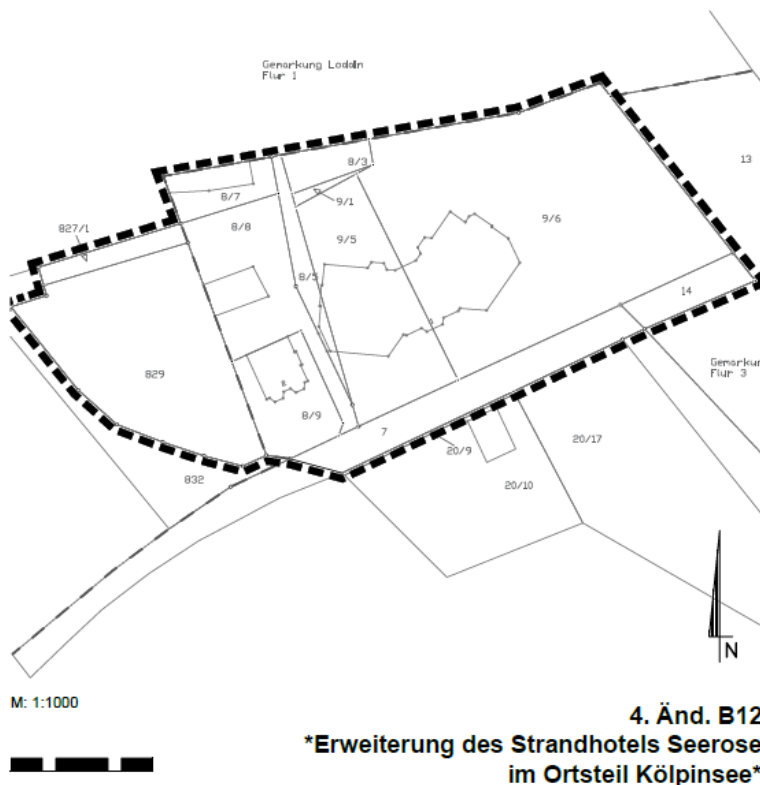 Gemarkung Loddin
Flur 1
13
8/3
8/7
9/1
827/1
8/8
9/6
9/5
8/5
14
829
Gemarkun
Flur 3
8
8/9
7
20/9
20/17
832
20/10
N
M: 1:1000
4. Änd. B12
*Erweiterung des Strandhotels Seerose
im Ortsteil Kölpinsee*